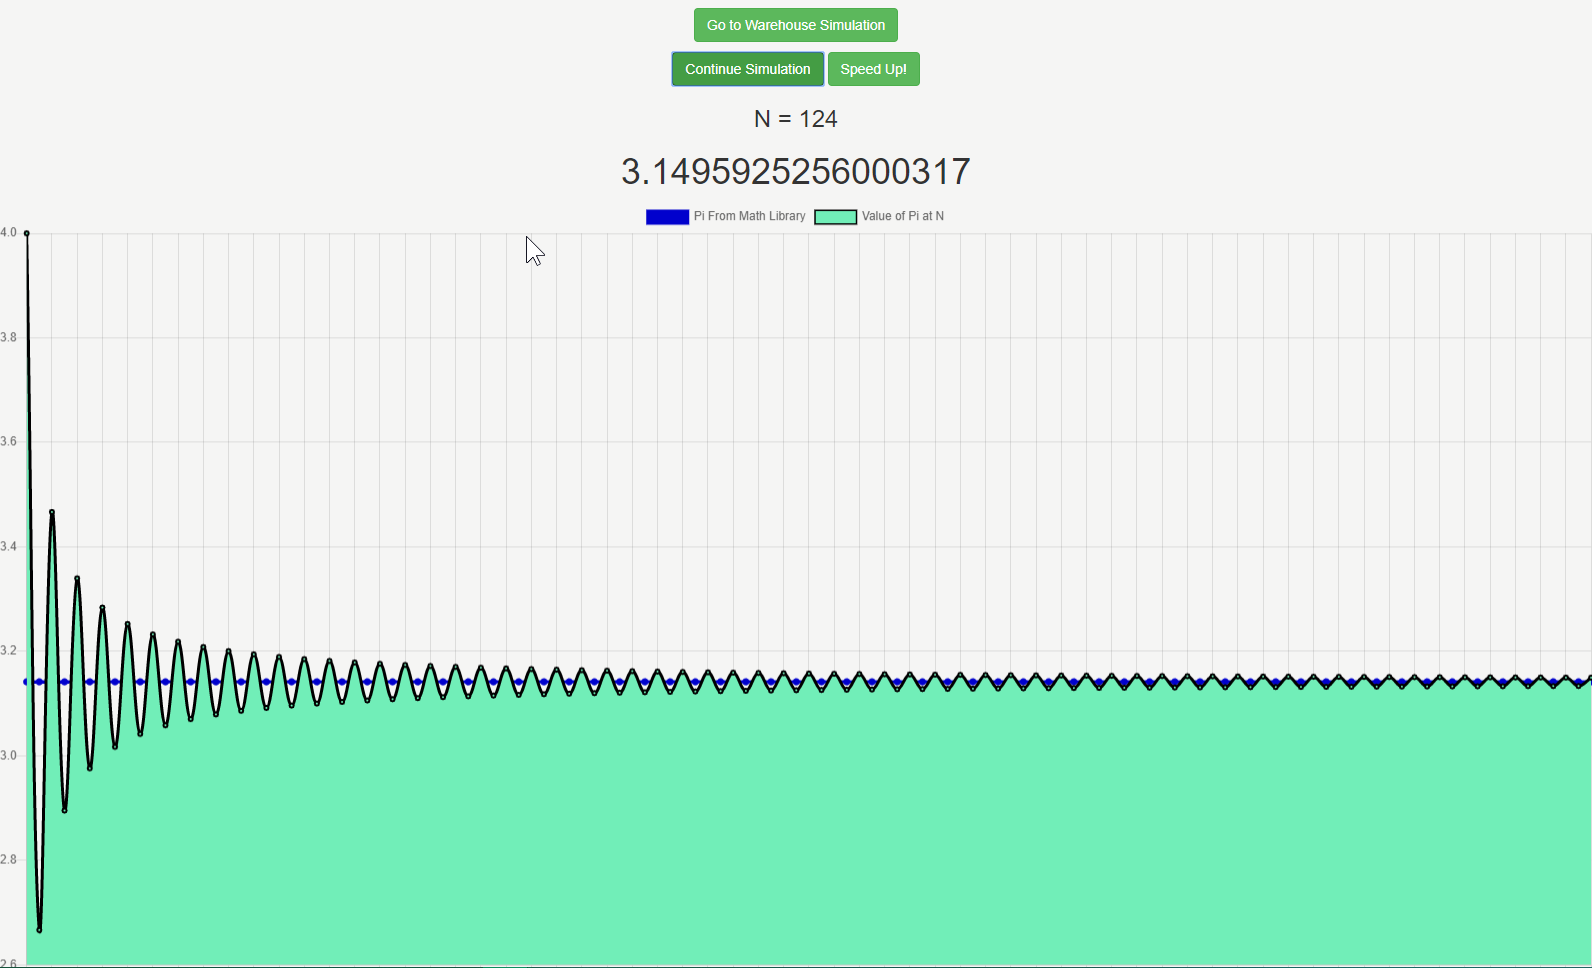 Go to Warehouse Simulation
Continue Simulation Speed Up!
N = 124
3.1495925256000317
Pi From Math Library Value of Pi at N
4.0
3.8
3.6
3.4
3.2
3.0
2.8
2.6